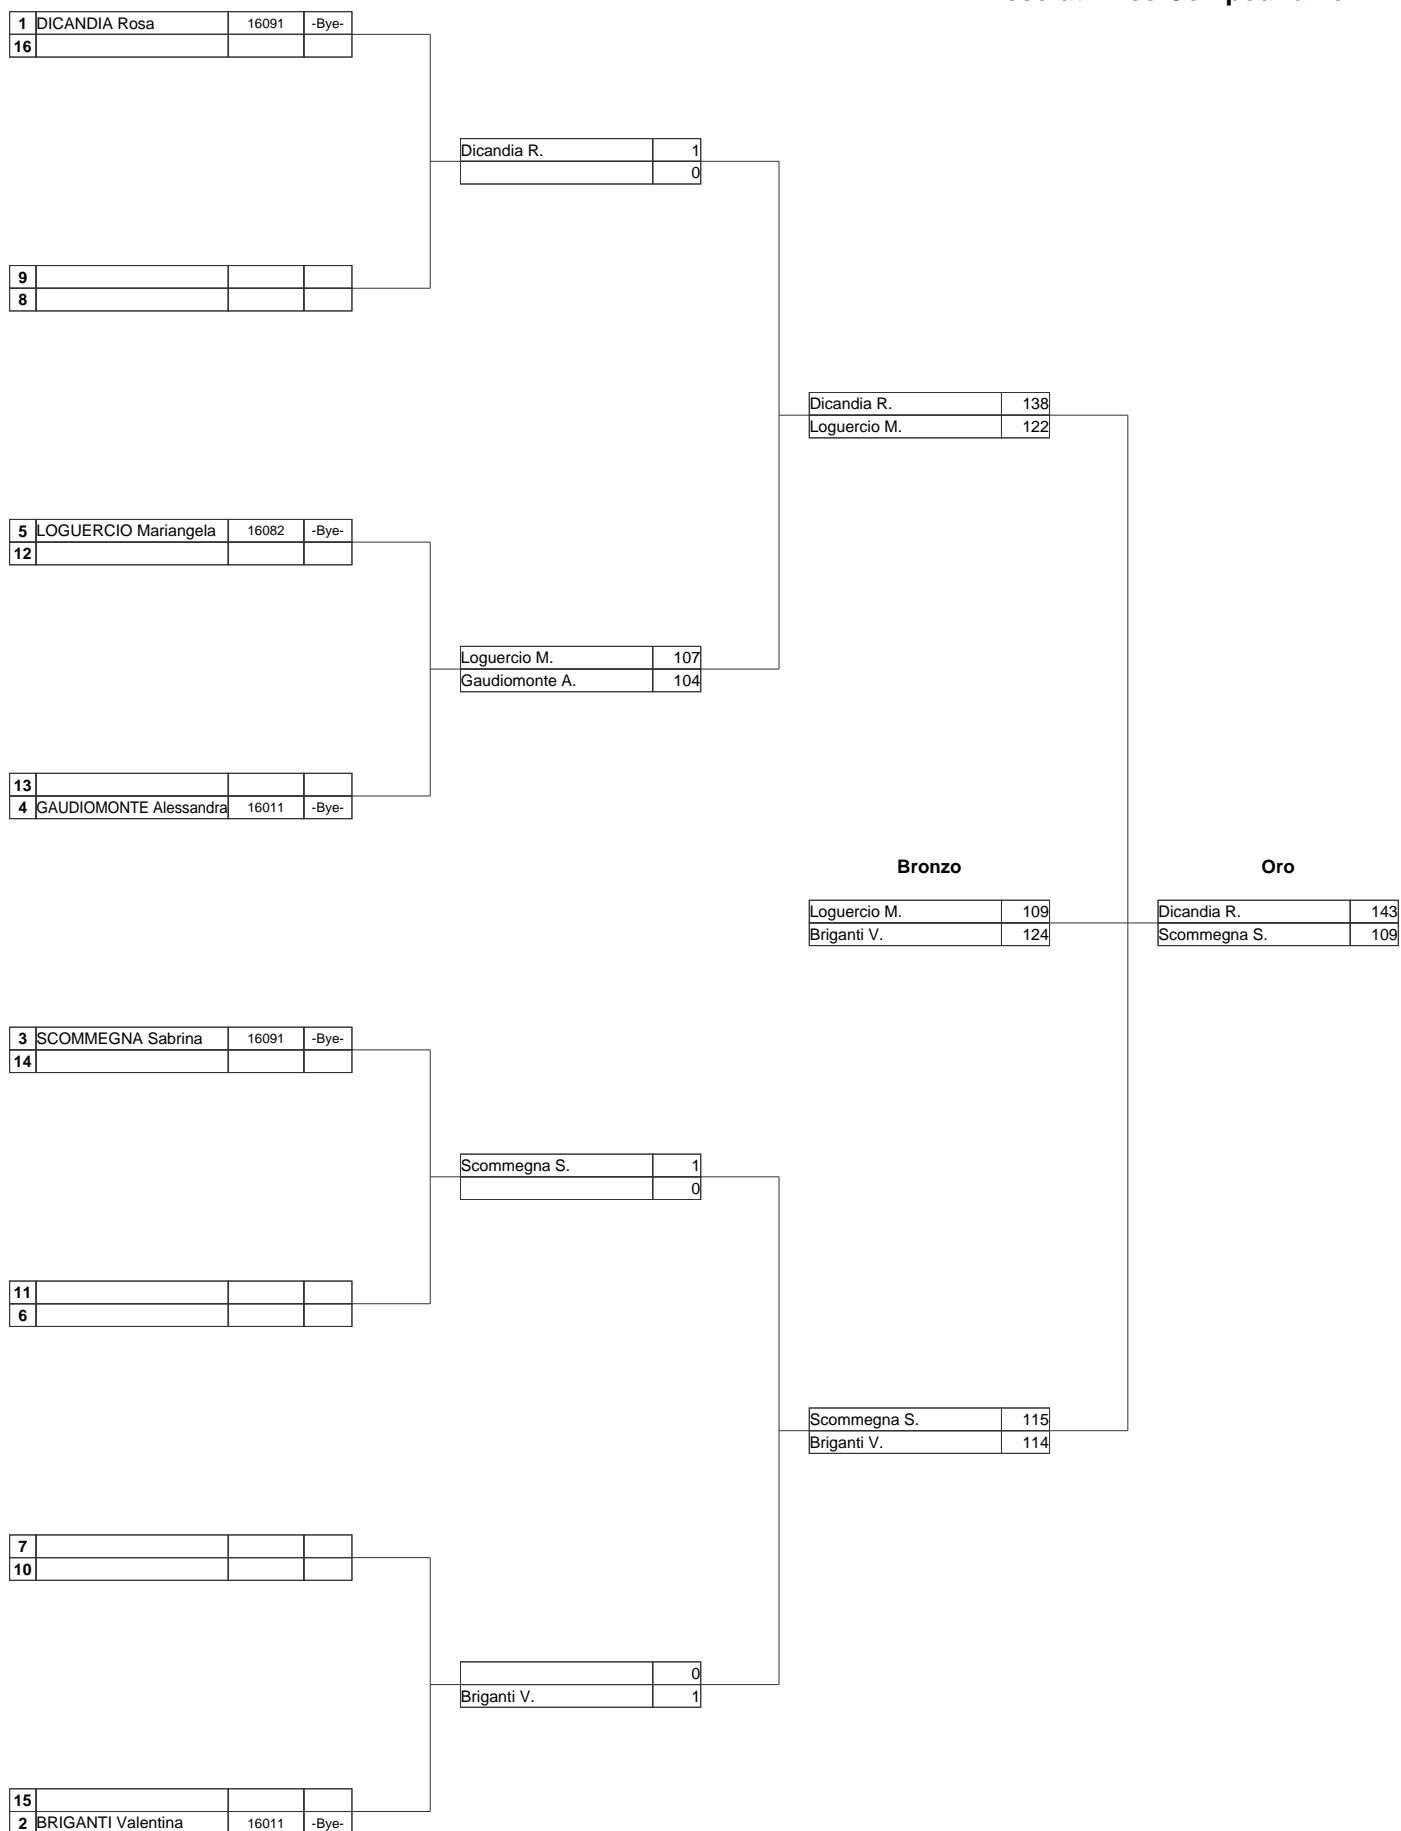 1 DICANDIA Rosa 16091 -Bye-
16
Dicandia R. 1
0
9
8
Dicandia R. 138
Loguercio M. 122
5 LOGUERCIO Mariangela 16082 -Bye-
12
Loguercio M. 107
Gaudiomonte A. 104
13
4 GAUDIOMONTE Alessandra 16011 -Bye-
Bronzo Oro
Loguercio M. 109 Dicandia R. 143
Briganti V. 124 Scommegna S. 109
3 SCOMMEGNA Sabrina 16091 -Bye-
14
Scommegna S. 1
0
11
6
Scommegna S. 115
Briganti V. 114
7
10
0
Briganti V. 1
15
2 BRIGANTI Valentina 16011 -Bye-